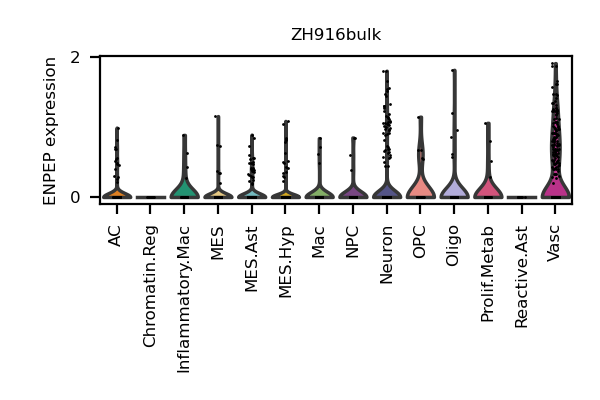 ZH916bulk
ENPEP expression
2
0
AC
Chromatin.Reg
Inflammatory.Mac
MES
MES.Ast
MES.Hyp
Mac
NPC
Neuron
OPC
Oligo
Prolif.Metab
Reactive.Ast
Vasc